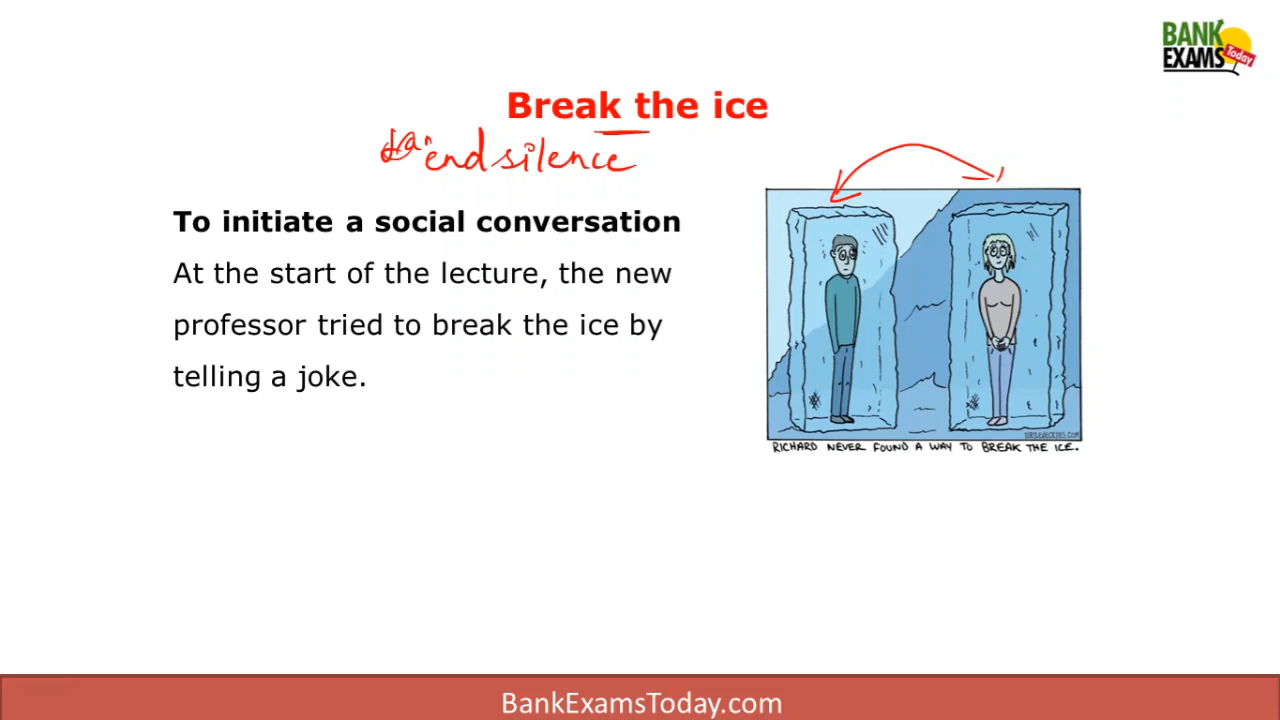 BANK
EXAMS Today
Break the ice
end silence
To initiate a social conversation
At the start of the lecture, the new
professor tried to break the ice by
telling a joke.
RICHARD NEVER FOUND A WAY TO BREAK THE ICE.
BankExamsToday.com